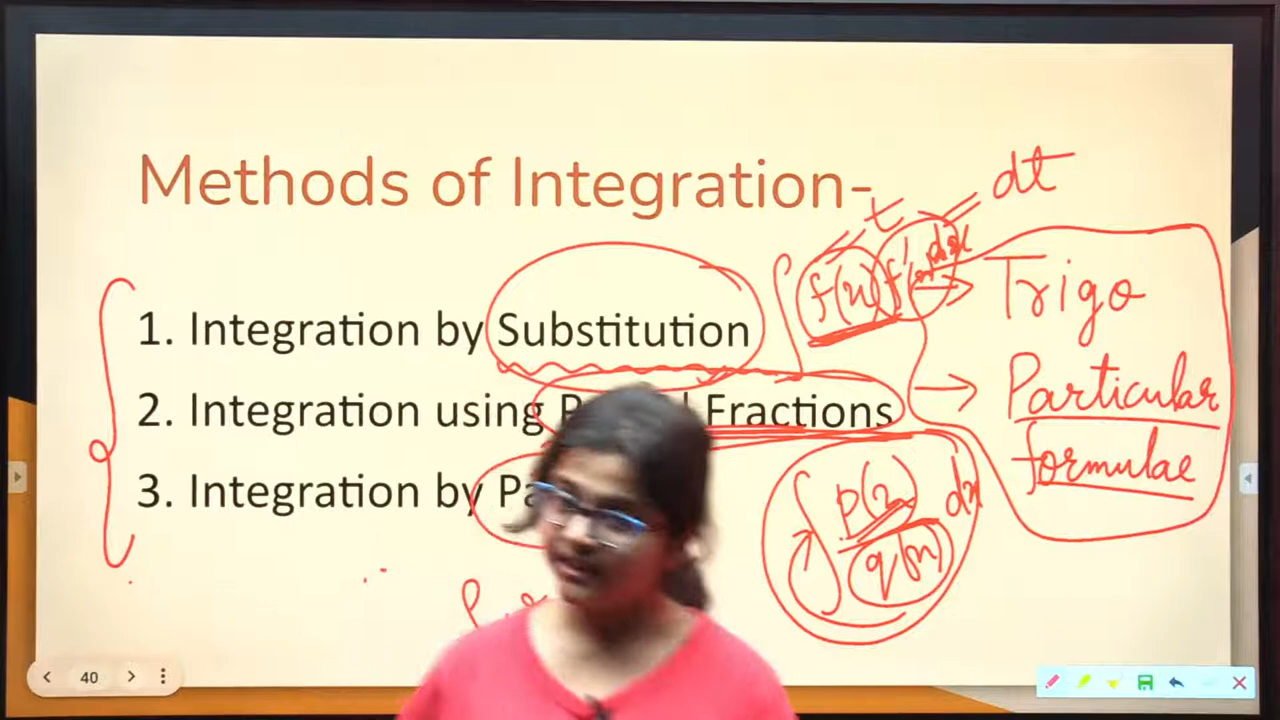 Methods of Integration-
t
dt
∫ f(x) f'(x) dx
1. Integration by Substitution
→ Trigo
2. Integration using Fractions
→ Particular
formulae
3. Integration by Pa
∫ p(x) / q(x) dx
40